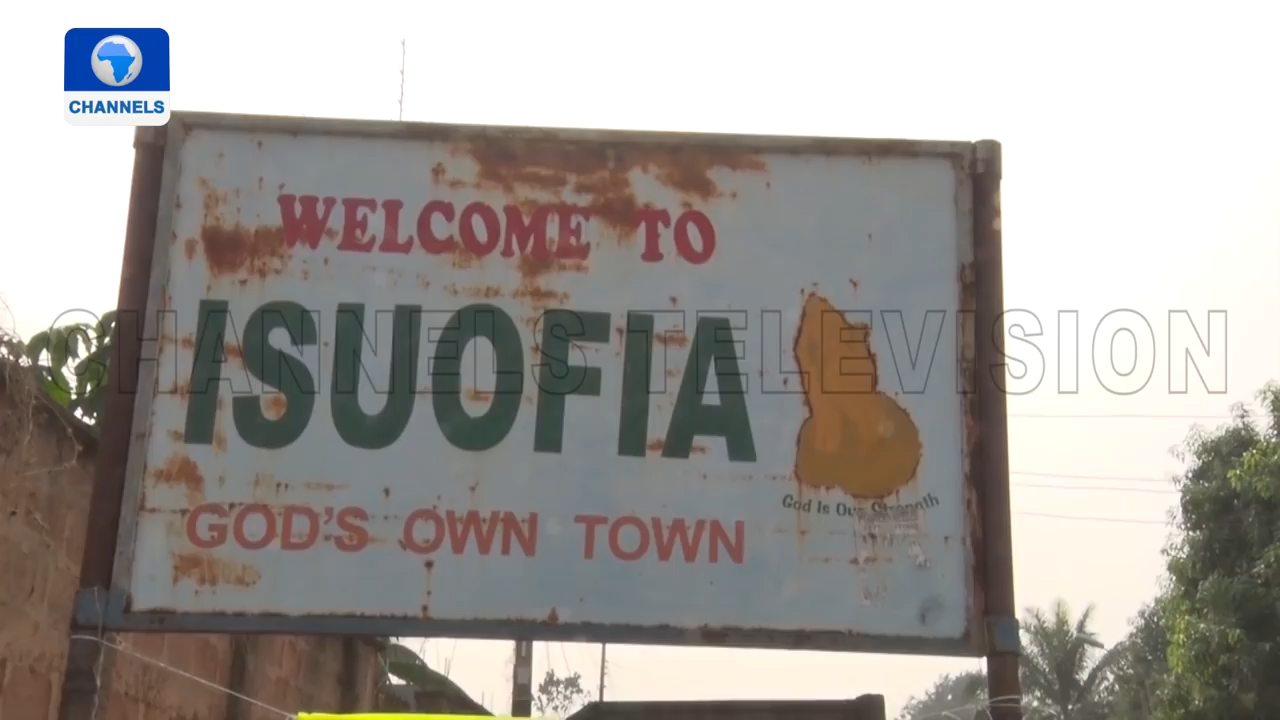 CHANNELS
WELCOME TO
ISUOFIA
CHANNELS TELEVISION
GOD'S OWN TOWN
God Is Our Strength